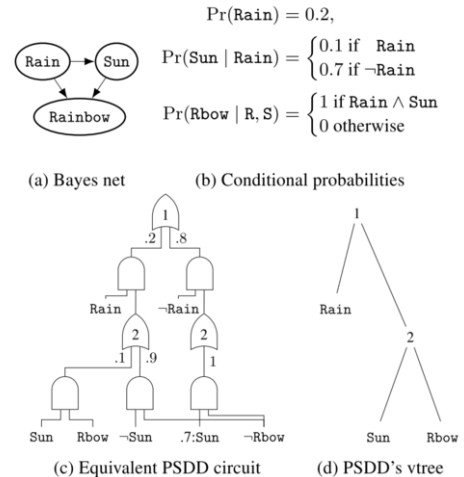 Pr(Rain) = 0.2,
Rain
Sun
Pr(Sun | Rain) = {0.1 if Rain
0.7 if ¬Rain
Rainbow
Pr(Rbow | R, S) = {1 if Rain ∧ Sun
0 otherwise
(a) Bayes net
(b) Conditional probabilities
1
.2 .8
Rain ¬Rain
2 2
.1 .9 1
Sun Rbow ¬Sun .7:Sun ¬Rbow
(c) Equivalent PSDD circuit
1
Rain
2
Sun Rbow
(d) PSDD's vtree